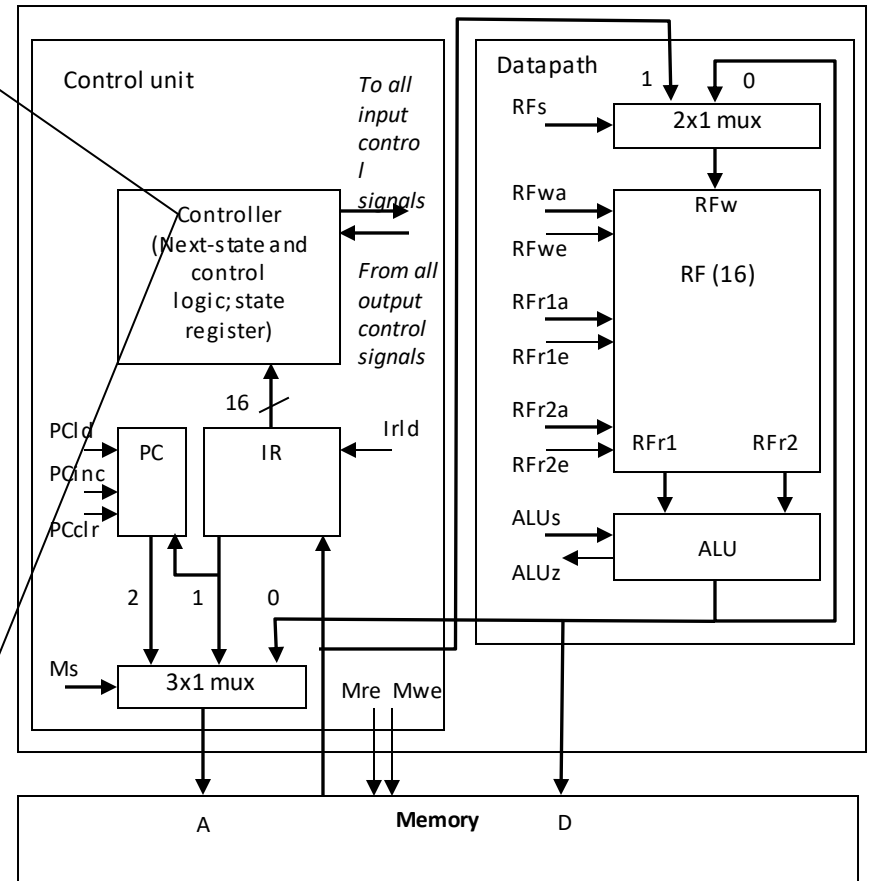 Control unit
To all
input
contro
l
signals
Controller
(Next-state and
control
logic; state
register)
From all
output
control
signals
16
PCld
PCinc
PCclr
PC
IR
Irld
2
1
0
Ms
3x1 mux
Mre Mwe
Datapath
1
0
RFs
2x1 mux
RFwa
RFwe
RFw
RF (16)
RFr1a
RFr1e
RFr2a
RFr2e
RFr1
RFr2
ALUs
ALUz
ALU
A
Memory
D